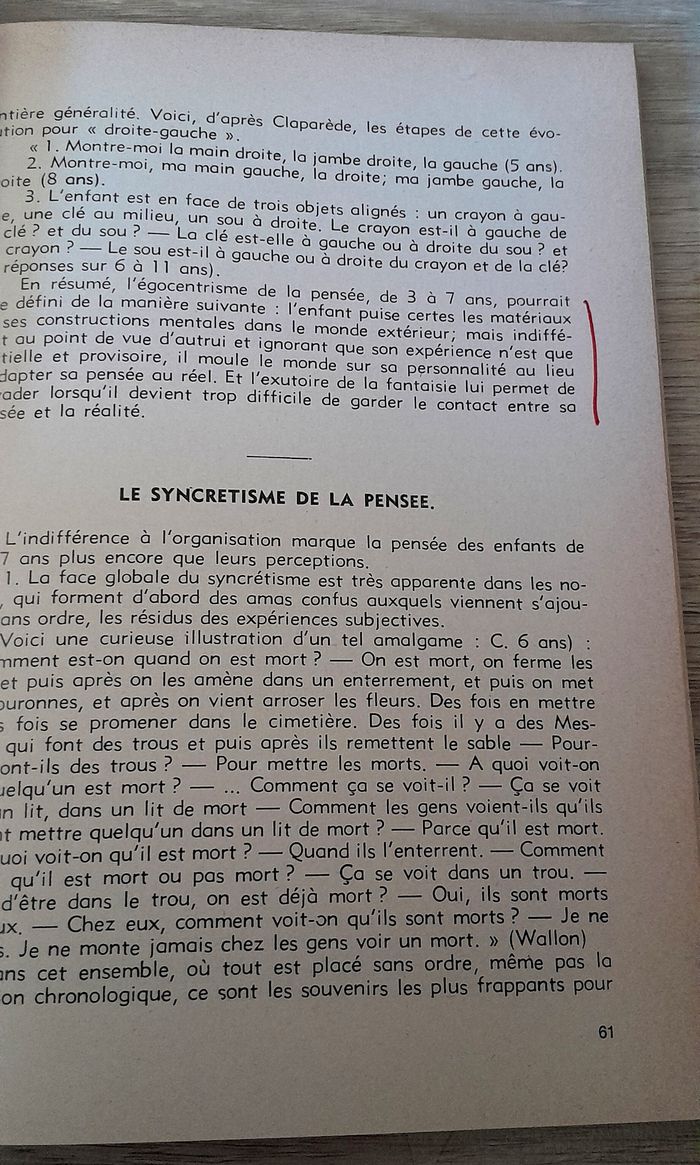 ntière généralité. Voici, d'après Claparède, les étapes de cette évo-
ution pour « droite-gauche ».
« 1. Montre-moi la main droite, la jambe droite, la gauche (5 ans).
2. Montre-moi, ma main gauche, la droite; ma jambe gauche, la
oite (8 ans).
3. L'enfant est en face de trois objets alignés : un crayon à gau-
e, une clé au milieu, un sou à droite. Le crayon est-il à gauche de
clé ? et du sou ? — La clé est-elle à gauche ou à droite du sou ? et
crayon ? — Le sou est-il à gauche ou à droite du crayon et de la clé?
réponses sur 6 à 11 ans).
En résumé, l'égocentrisme de la pensée, de 3 à 7 ans, pourrait
e défini de la manière suivante : l'enfant puise certes les matériaux
ses constructions mentales dans le monde extérieur; mais indiffé-
t au point de vue d'autrui et ignorant que son expérience n'est que
tielle et provisoire, il moule le monde sur sa personnalité au lieu
dapter sa pensée au réel. Et l'exutoire de la fantaisie lui permet de
vader lorsqu'il devient trop difficile de garder le contact entre sa
sée et la réalité.
LE SYNCRETISME DE LA PENSEE.
L'indifférence à l'organisation marque la pensée des enfants de
7 ans plus encore que leurs perceptions.
1. La face globale du syncrétisme est très apparente dans les no-
, qui forment d'abord des amas confus auxquels viennent s'ajou-
ans ordre, les résidus des expériences subjectives.
Voici une curieuse illustration d'un tel amalgame : C. 6 ans) :
mment est-on quand on est mort ? — On est mort, on ferme les
et puis après on les amène dans un enterrement, et puis on met
ouronnes, et après on vient arroser les fleurs. Des fois en mettre
s fois se promener dans le cimetière. Des fois il y a des Mes-
qui font des trous et puis après ils remettent le sable — Pour-
ont-ils des trous ? — Pour mettre les morts. — A quoi voit-on
uelqu'un est mort ? — ... Comment ça se voit-il ? — Ça se voit
un lit, dans un lit de mort — Comment les gens voient-ils qu'ils
nt mettre quelqu'un dans un lit de mort ? — Parce qu'il est mort.
uoi voit-on qu'il est mort ? — Quand ils l'enterrent. — Comment
qu'il est mort ou pas mort ? — Ça se voit dans un trou. —
d'être dans le trou, on est déjà mort ? — Oui, ils sont morts
ux. — Chez eux, comment voit-on qu'ils sont morts ? — Je ne
s. Je ne monte jamais chez les gens voir un mort. » (Wallon)
ans cet ensemble, où tout est placé sans ordre, même pas la
on chronologique, ce sont les souvenirs les plus frappants pour
61